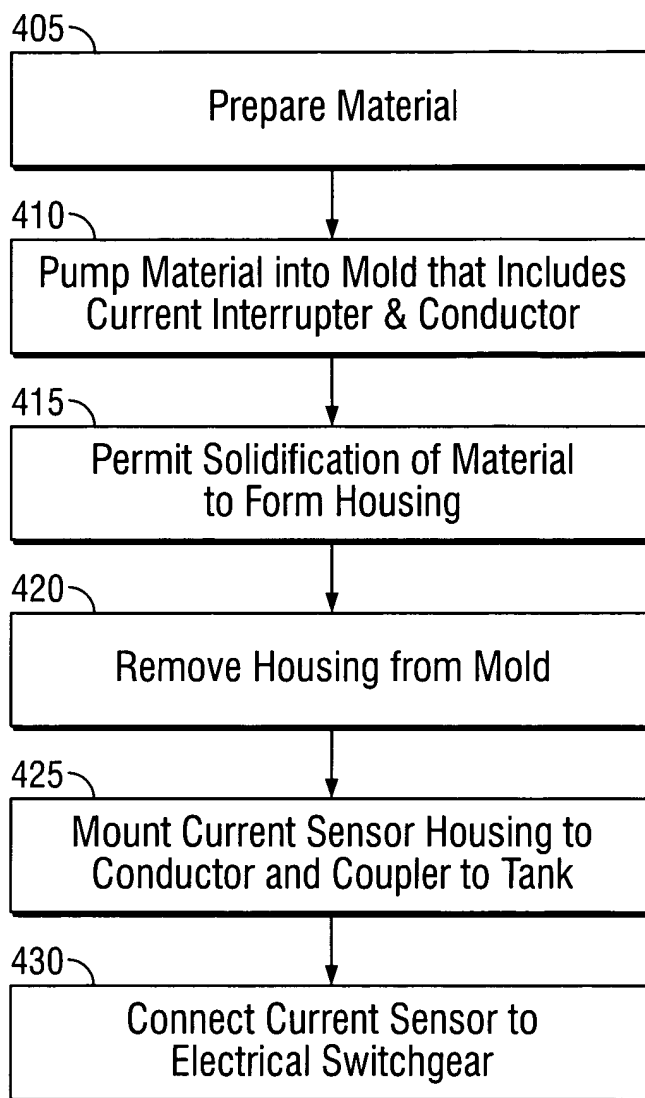 405
Prepare Material
410
Pump Material into Mold that Includes
Current Interrupter & Conductor
415
Permit Solidification of Material
to Form Housing
420
Remove Housing from Mold
425
Mount Current Sensor Housing to
Conductor and Coupler to Tank
430
Connect Current Sensor to
Electrical Switchgear